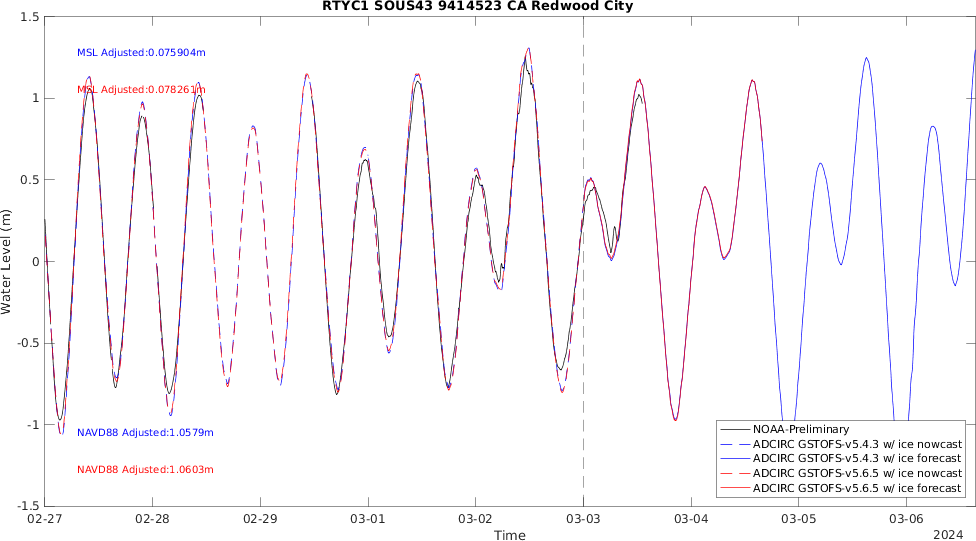 RTYC1 SOUS43 9414523 CA Redwood City
1.5
MSL Adjusted:0.075904m
MSL Adjusted:0.078261m
1
0.5
Water Level (m)
0
-0.5
-1
NAVD88 Adjusted:1.0579m
NAVD88 Adjusted:1.0603m
NOAA-Preliminary
ADCIRC GSTOFS-v5.4.3 w/ ice nowcast
ADCIRC GSTOFS-v5.4.3 w/ ice forecast
ADCIRC GSTOFS-v5.6.5 w/ ice nowcast
ADCIRC GSTOFS-v5.6.5 w/ ice forecast
-1.5
02-27 02-28 02-29 03-01 03-02 03-03 03-04 03-05 03-06
Time
2024